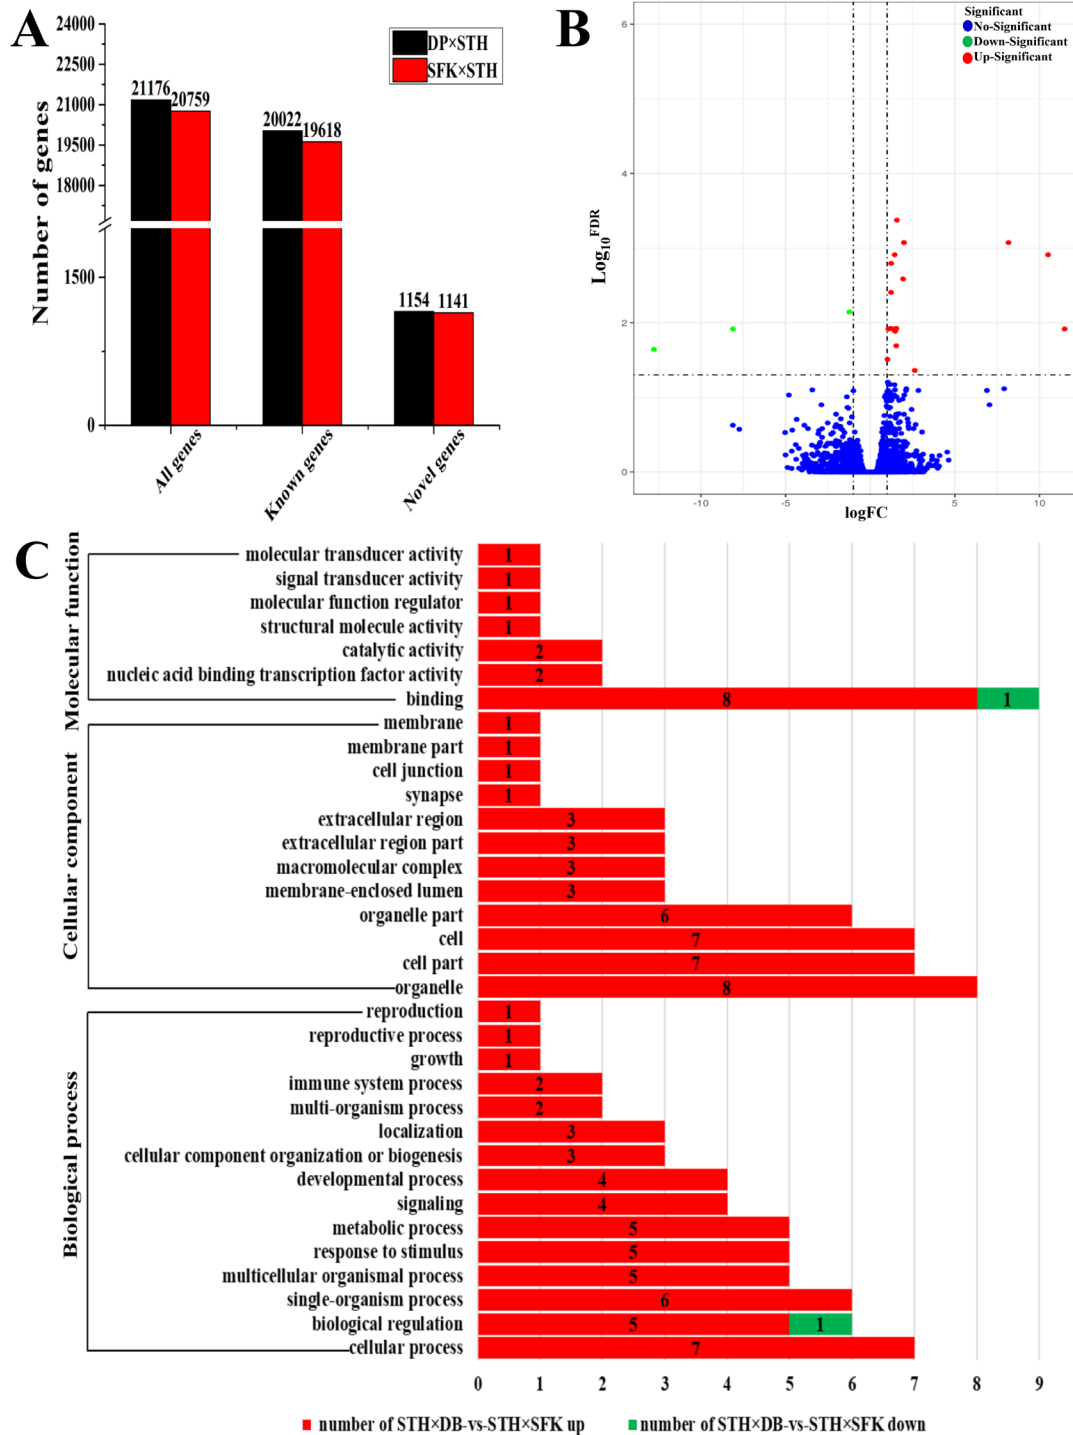 A
24000
22500
21000
19500
18000
1500
0
Number of genes
DP×STH
SFK×STH
21176
20759
20022
19618
1154
1141
All genes
Known genes
Novel genes
B
Significant
No-Significant
Down-Significant
Up-Significant
6
4
2
0
Log10FDR
-10
-5
0
5
10
logFC
C
Molecular function
molecular transducer activity 1
signal transducer activity 1
molecular function regulator 1
structural molecule activity 1
catalytic activity 2
nucleic acid binding transcription factor activity 2
binding 8 1
Cellular component
membrane 1
membrane part 1
cell junction 1
synapse 1
extracellular region 3
extracellular region part 3
macromolecular complex 3
membrane-enclosed lumen 3
organelle part 6
cell 7
cell part 7
organelle 8
Biological process
reproduction 1
reproductive process 1
growth 1
immune system process 2
multi-organism process 2
localization 3
cellular component organization or biogenesis 3
developmental process 4
signaling 4
metabolic process 5
response to stimulus 5
multicellular organismal process 5
single-organism process 6
biological regulation 5 1
cellular process 7
0 1 2 3 4 5 6 7 8 9
number of STH×DB-vs-STH×SFK up
number of STH×DB-vs-STH×SFK down